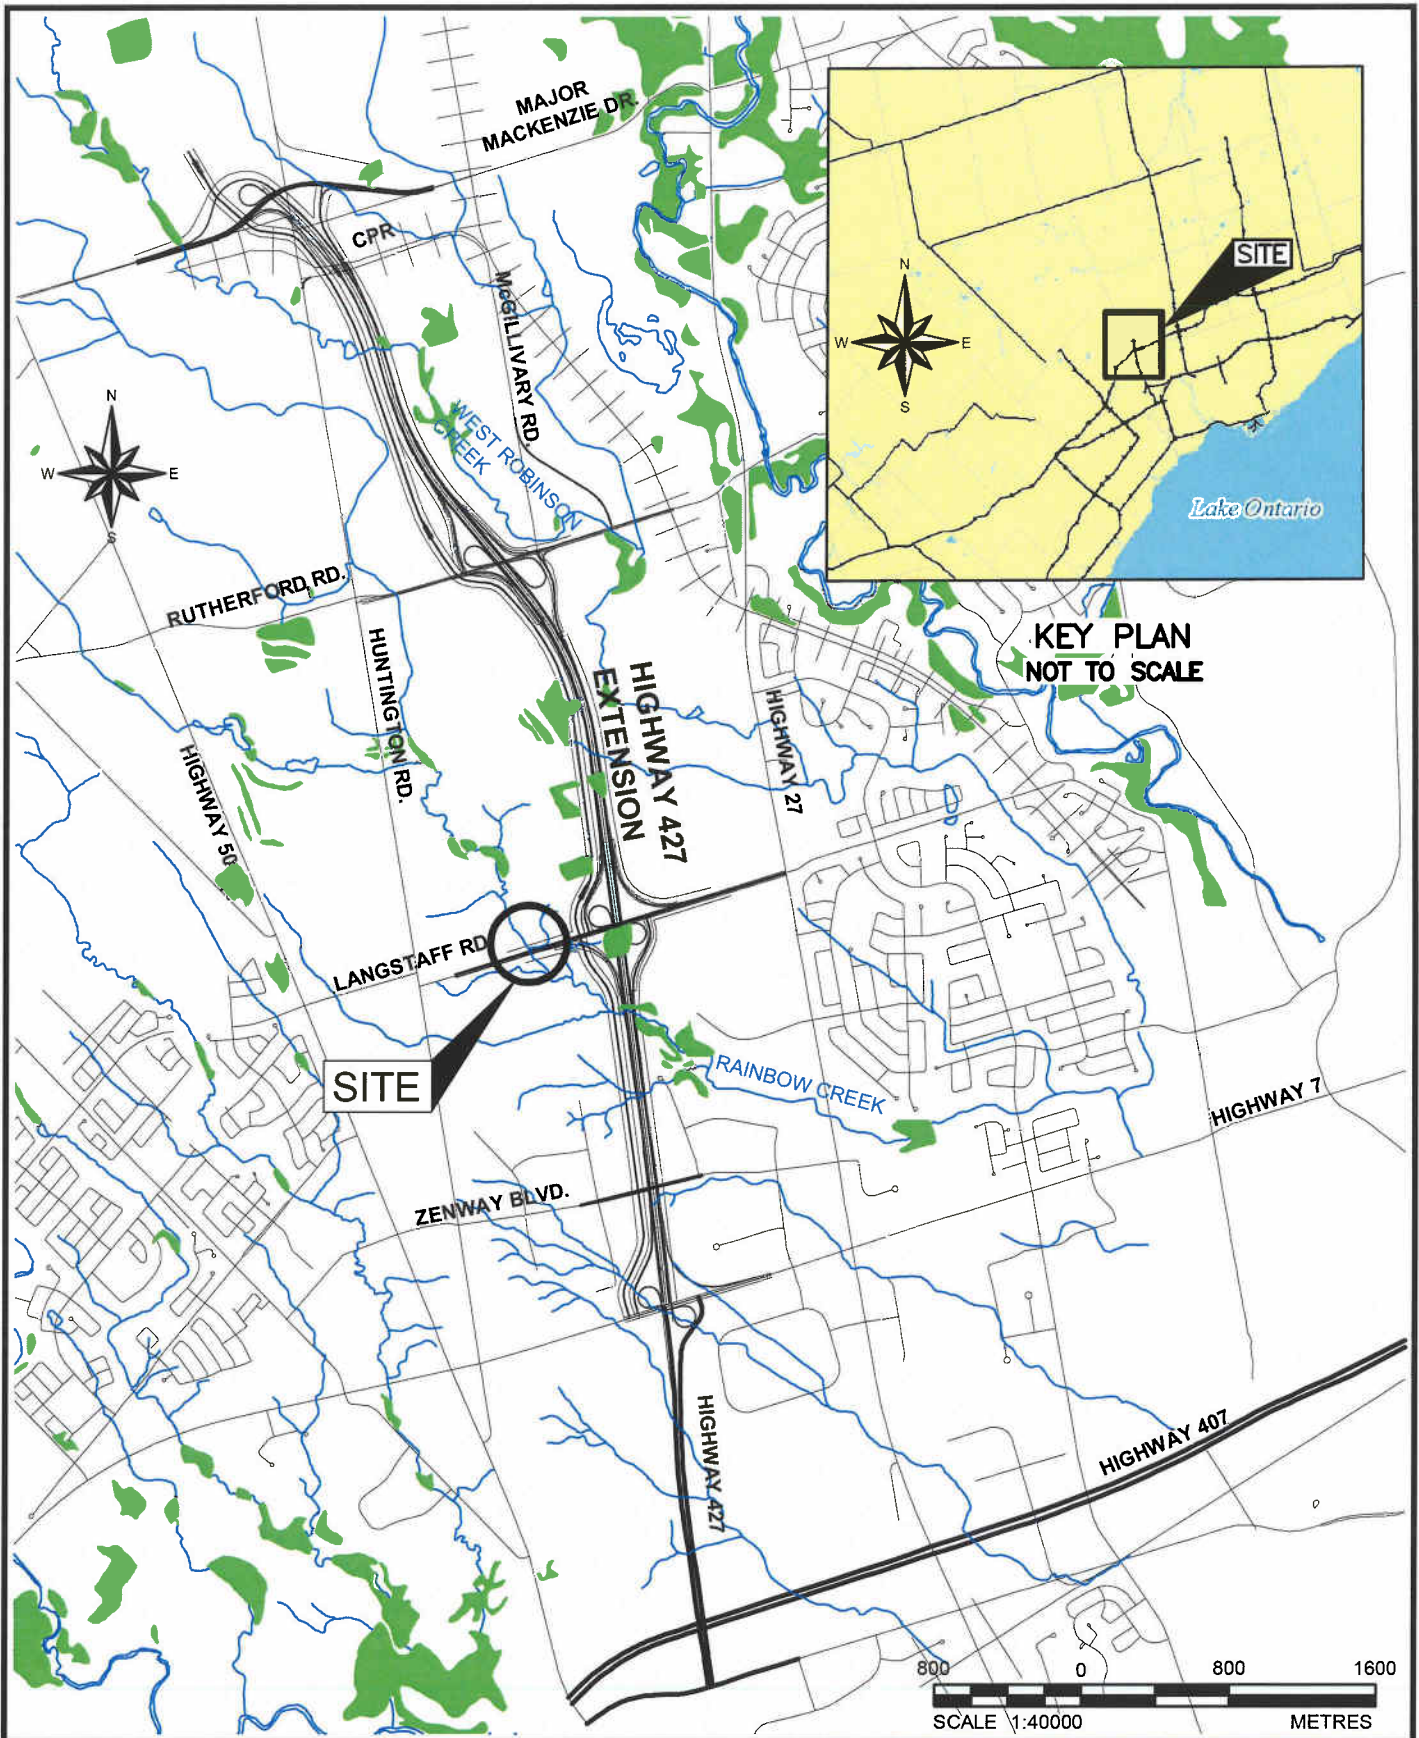 MAJOR
MACKENZIE DR.
CPR
McGILLIVARY RD.
SITE
N
W
E
S
Lake Ontario
N
W
E
S
WEST ROBINSON
CREEK
RUTHERFORD RD.
KEY PLAN
NOT TO SCALE
HUNTINGTON RD.
HIGHWAY 427
EXTENSION
HIGHWAY 27
HIGHWAY 50
LANGSTAFF RD
SITE
RAINBOW CREEK
HIGHWAY 7
ZENWAY BLVD.
HIGHWAY 427
HIGHWAY 407
800 0 800 1600
SCALE 1:40000 METRES